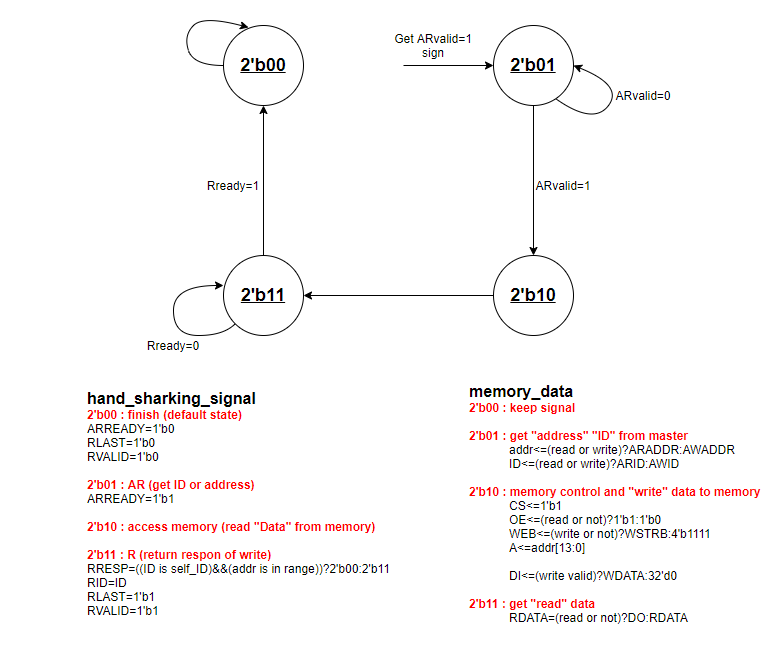 Get ARvalid=1
sign
2'b00
2'b01
ARvalid=0
Rready=1
ARvalid=1
2'b11
2'b10
Rready=0
hand_sharking_signal
2'b00 : finish (default state)
ARREADY=1'b0
RLAST=1'b0
RVALID=1'b0
2'b01 : AR (get ID or address)
ARREADY=1'b1
2'b10 : access memory (read "Data" from memory)
2'b11 : R (return respon of write)
RRESP=((ID is self_ID)&&(addr is in range))?2'b00:2'b11
RID=ID
RLAST=1'b1
RVALID=1'b1
memory_data
2'b00 : keep signal
2'b01 : get "address" "ID" from master
addr<=(read or write)?ARADDR:AWADDR
ID<=(read or write)?ARID:AWID
2'b10 : memory control and "write" data to memory
CS<=1'b1
OE<=(read or not)?1'b1:1'b0
WEB<=(write or not)?WSTRB:4'b1111
A<=addr[13:0]
DI<=(write valid)?WDATA:32'd0
2'b11 : get "read" data
RDATA=(read or not)?DO:RDATA